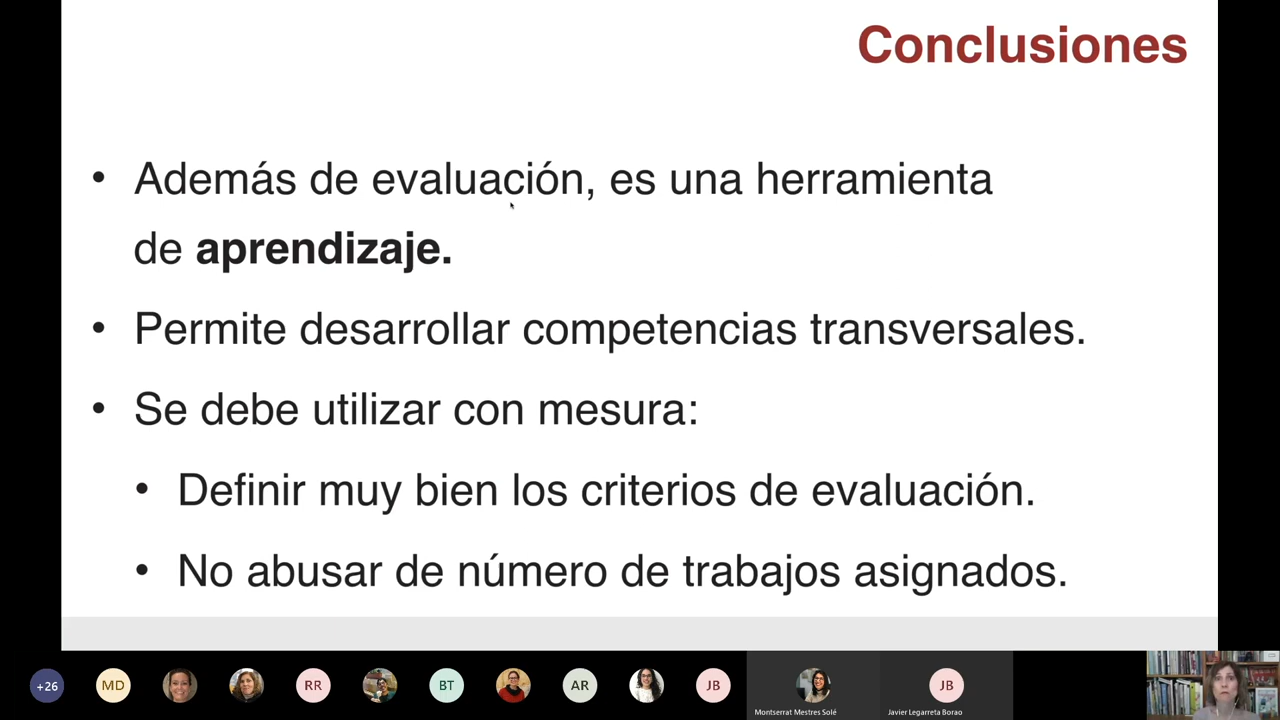 Conclusiones
• Además de evaluación, es una herramienta
de aprendizaje.
• Permite desarrollar competencias transversales.
• Se debe utilizar con mesura:
• Definir muy bien los criterios de evaluación.
• No abusar de número de trabajos asignados.
+26 MD RR BT AR JB JB
Montserrat Mestres Solé Javier Legarreta Borao